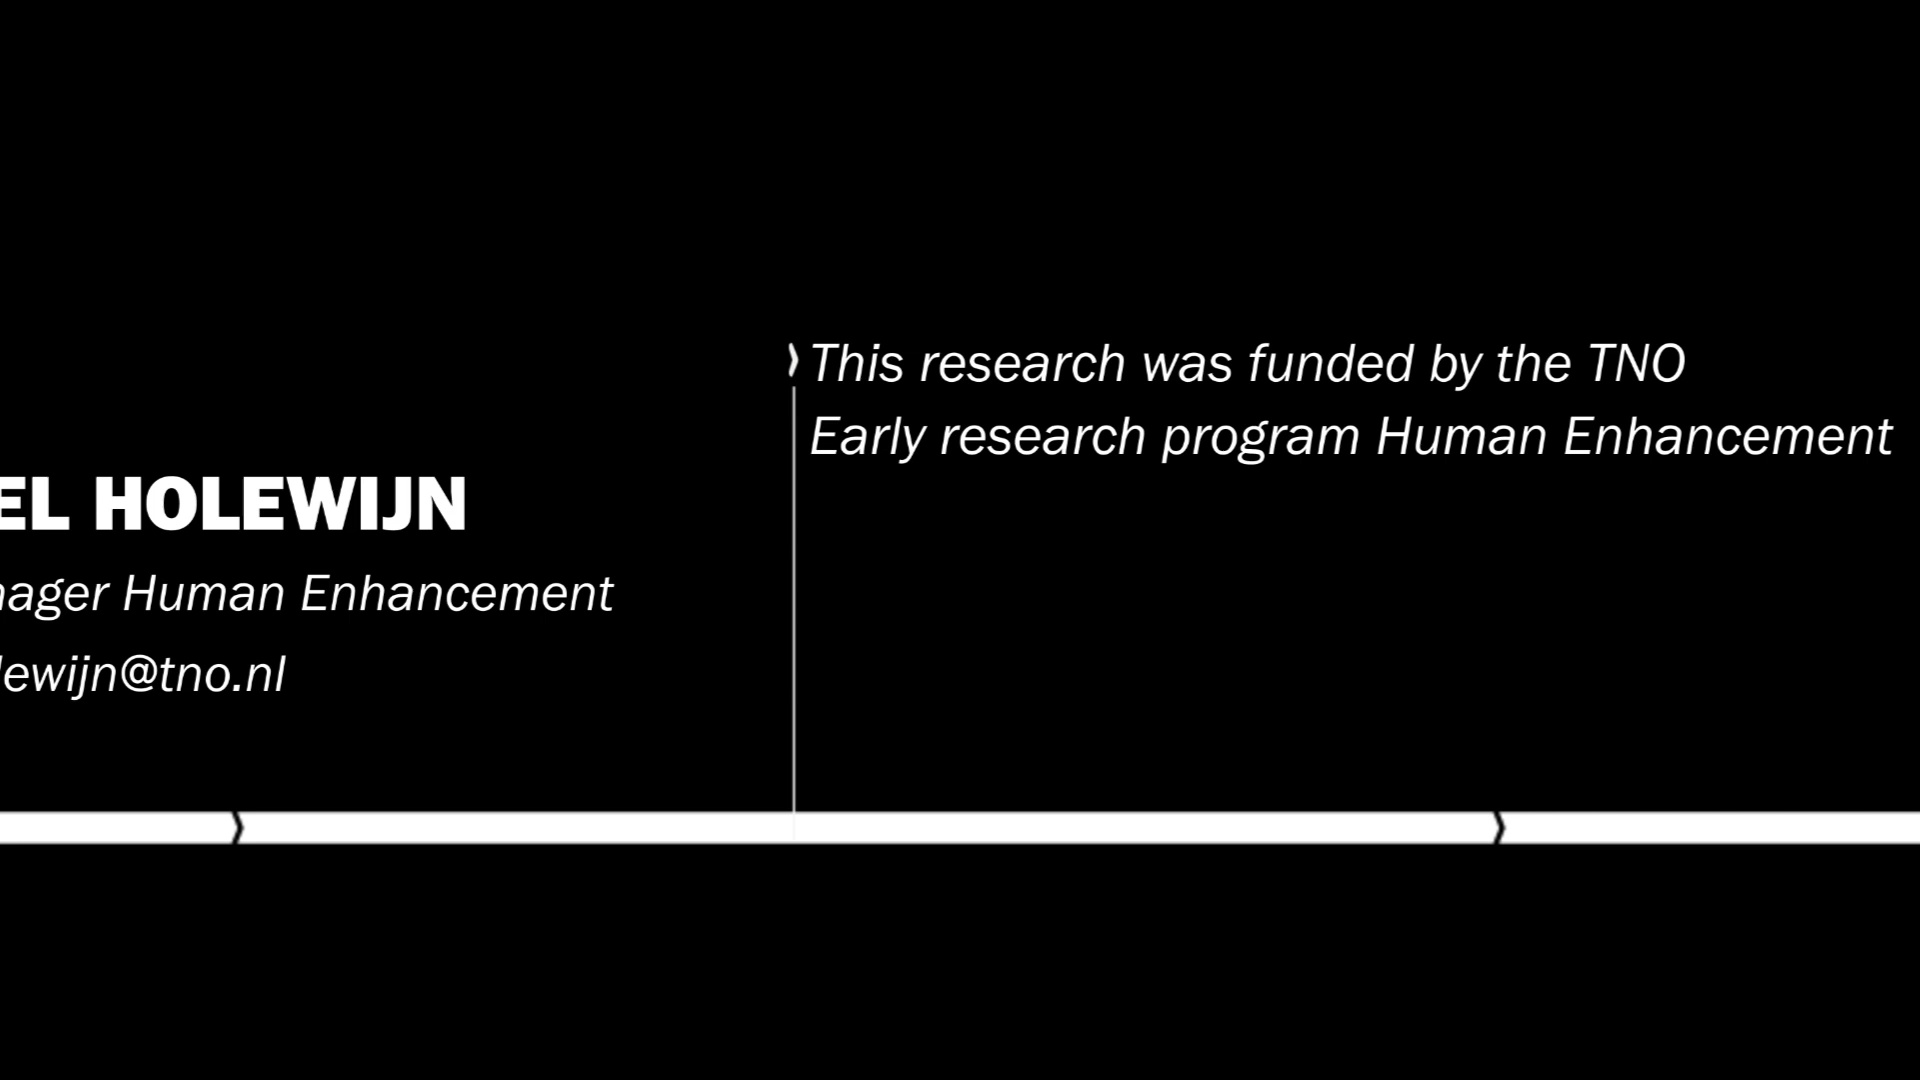 This research was funded by the TNO
Early research program Human Enhancement
EL HOLEWIJN
nager Human Enhancement
lewijn@tno.nl